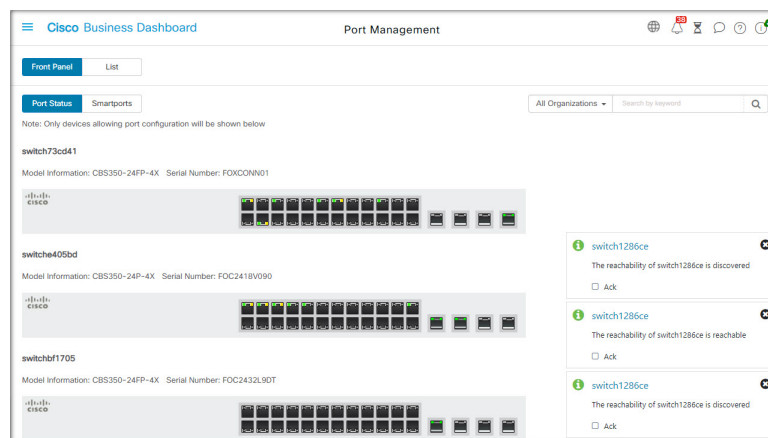 Cisco Business Dashboard
Port Management
38
Front Panel
List
Port Status
Smartports
All Organizations
Search by keyword
Note: Only devices allowing port configuration will be shown below
switch73cd41
Model Information: CBS350-24FP-4X Serial Number: FOXCONN01
CISCO
switche405bd
Model Information: CBS350-24P-4X Serial Number: FOC2418V090
CISCO
switchbf1705
Model Information: CBS350-24FP-4X Serial Number: FOC2432L9DT
CISCO
switch1286ce
The reachability of switch1286ce is discovered
Ack
switch1286ce
The reachability of switch1286ce is reachable
Ack
switch1286ce
The reachability of switch1286ce is discovered
Ack